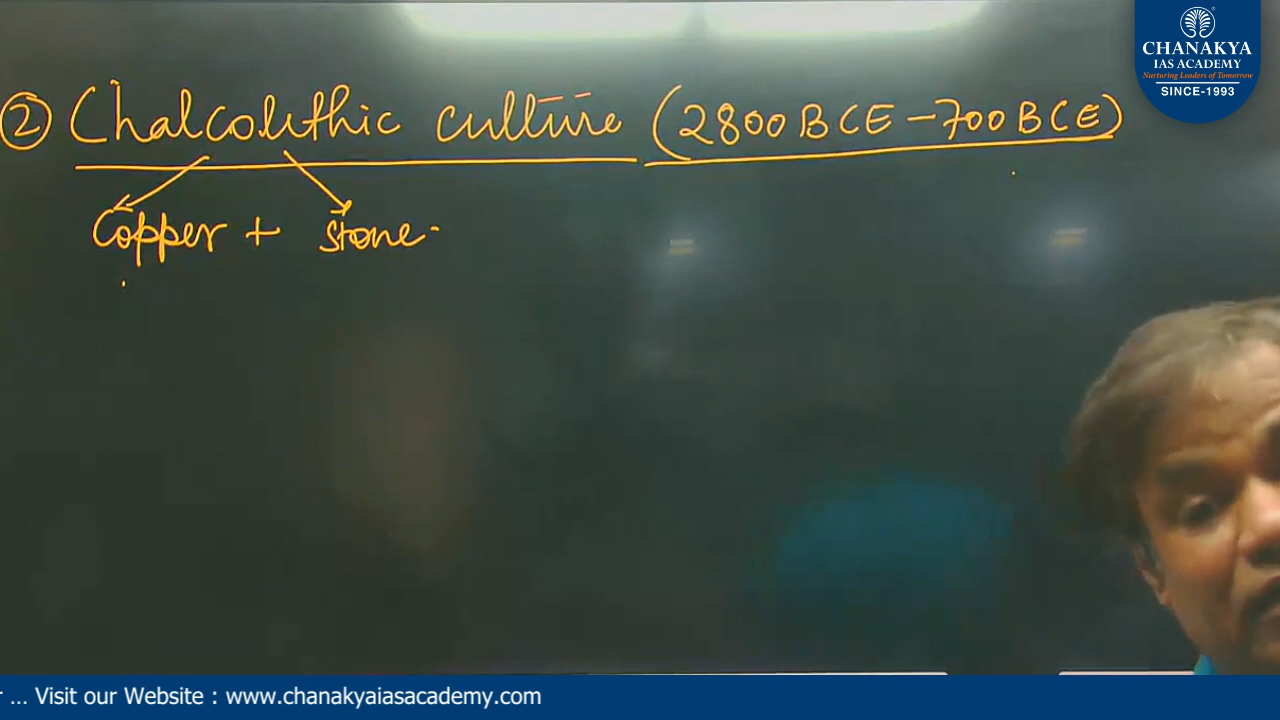 ② Chalcolithic culture (2800 BCE – 700 BCE)
Copper + stone
CHANAKYA
IAS ACADEMY
Nurturing Leaders of Tomorrow
SINCE-1993
r ... Visit our Website : www.chanakyaiasacademy.com